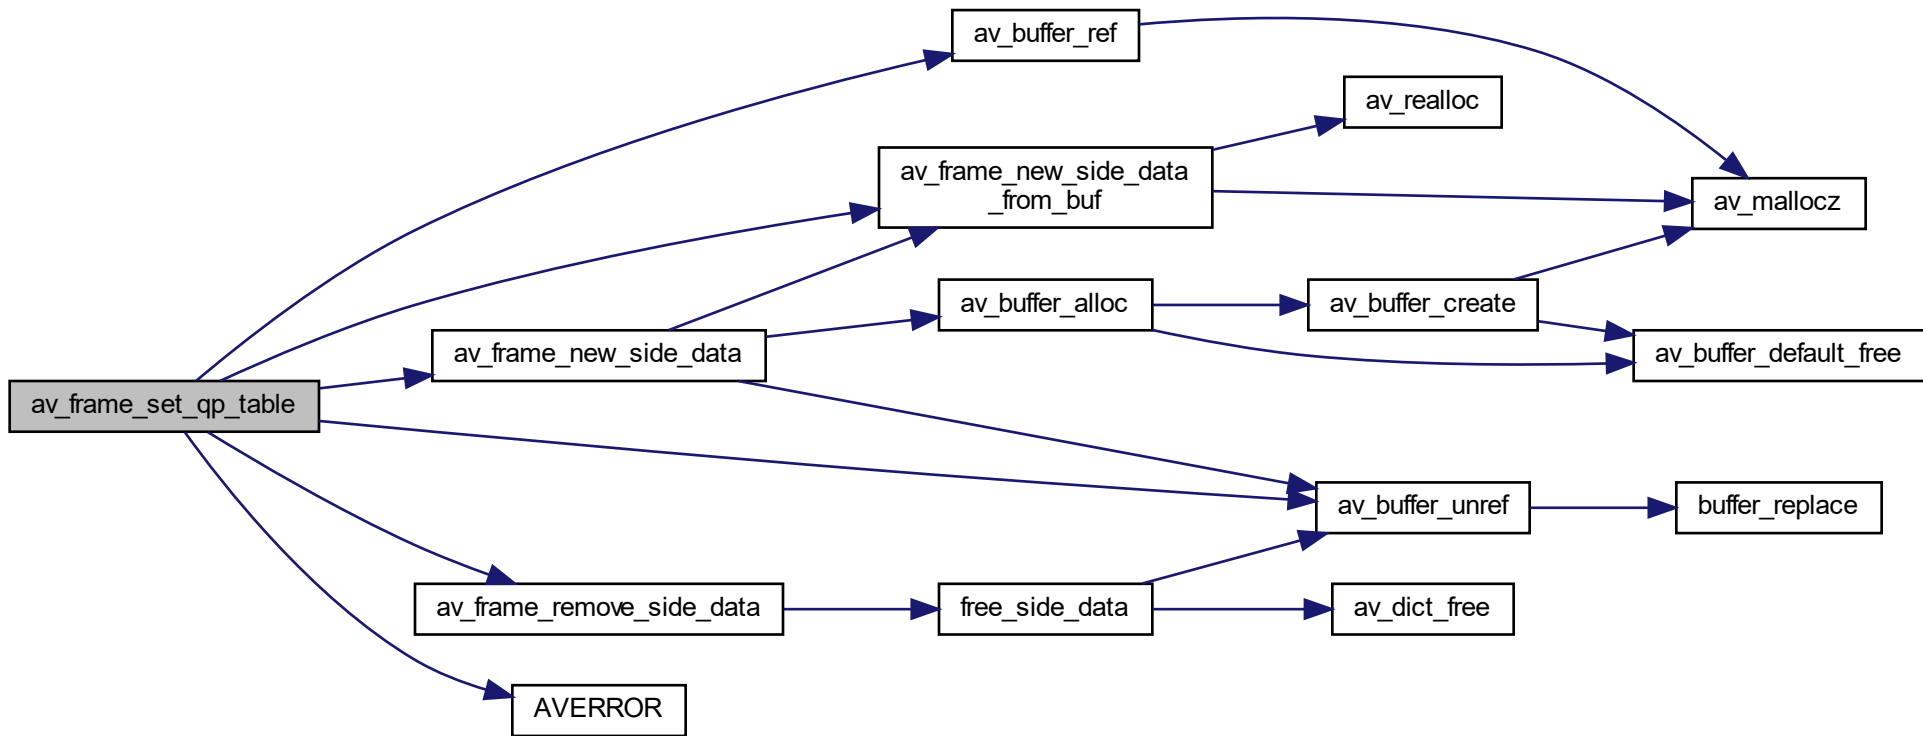 av_buffer_ref
av_realloc
av_frame_new_side_data
_from_buf
av_mallocz
av_buffer_alloc
av_buffer_create
av_frame_new_side_data
av_buffer_default_free
av_frame_set_qp_table
av_buffer_unref
buffer_replace
av_frame_remove_side_data
free_side_data
av_dict_free
AVERROR